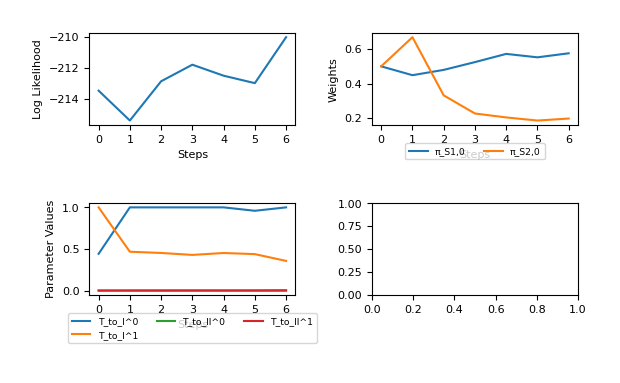 Log Likelihood
−210
−212
−214
0 1 2 3 4 5 6
Steps
Weights
0.6
0.4
0.2
0 1 2 3 4 5 6
Steps
π_S1,0 π_S2,0
Parameter Values
1.0
0.5
0.0
0 1 2 3 4 5 6
Steps
T_to_I^0 T_to_II^0 T_to_II^1
T_to_I^1
1.00
0.75
0.50
0.25
0.00
0.0 0.2 0.4 0.6 0.8 1.0